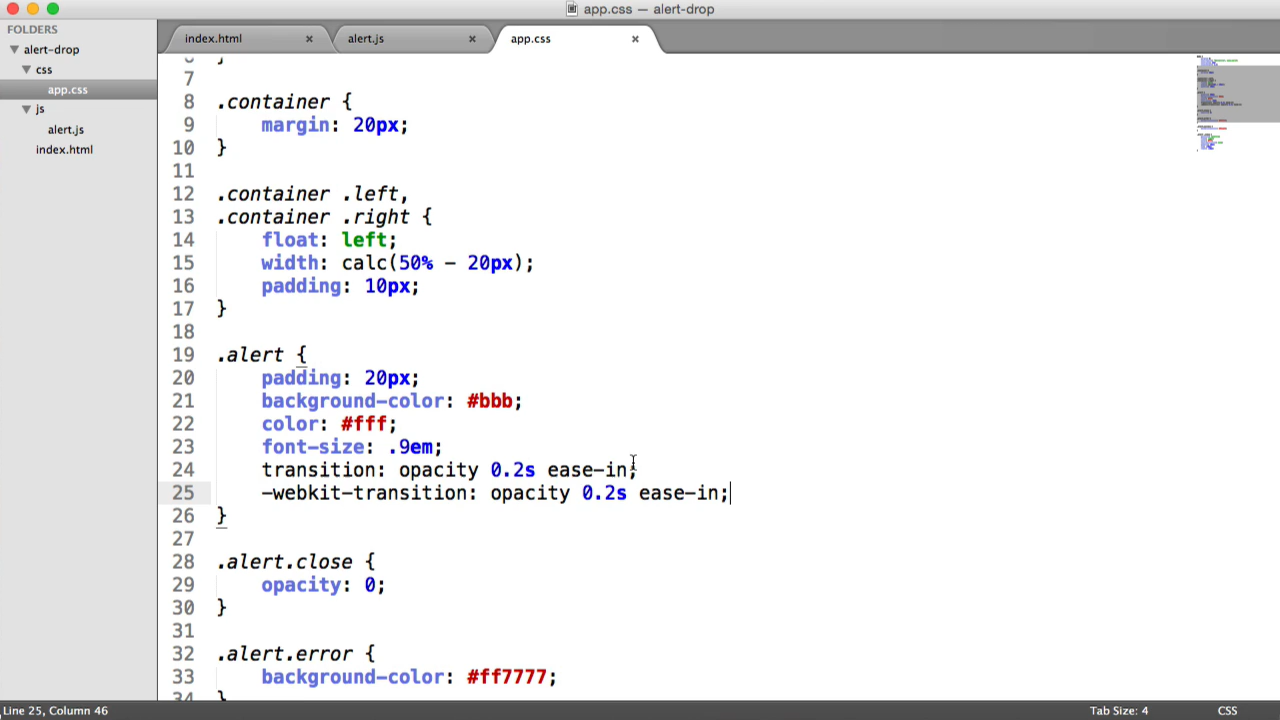 app.css — alert-drop
FOLDERS
alert-drop
css
app.css
js
alert.js
index.html
index.html ×
alert.js ×
app.css ×
7
8 .container {
9 margin: 20px;
10 }
11
12 .container .left,
13 .container .right {
14 float: left;
15 width: calc(50% - 20px);
16 padding: 10px;
17 }
18
19 .alert {
20 padding: 20px;
21 background-color: #bbb;
22 color: #fff;
23 font-size: .9em;
24 transition: opacity 0.2s ease-in;
25 -webkit-transition: opacity 0.2s ease-in;
26 }
27
28 .alert.close {
29 opacity: 0;
30 }
31
32 .alert.error {
33 background-color: #ff7777;
34 }
Line 25, Column 46
Tab Size: 4
CSS